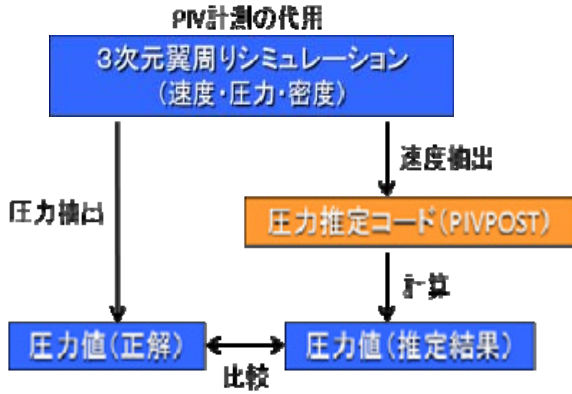 PIV計測の代用
3次元翼周りシミュレーション
(速度・圧力・密度)
速度抽出
圧力抽出
圧力推定コード(PIVPOST)
計算
圧力値(正解)
圧力値(推定結果)
比較